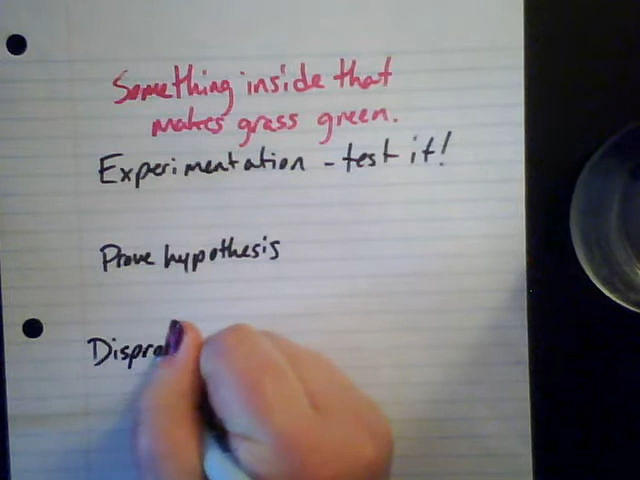 Something inside that
makes grass green.
Experimentation - test it!
Prove hypothesis